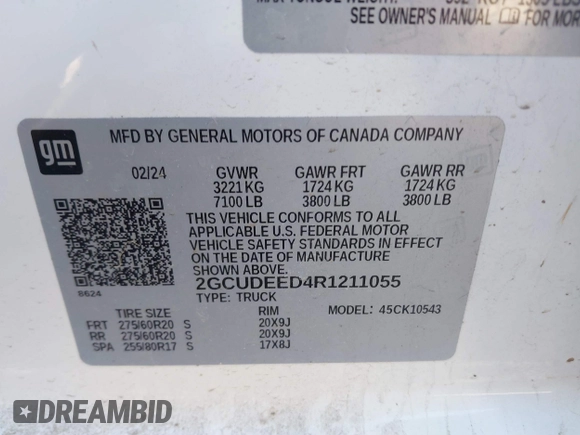 SEE OWNER'S MANUAL FOR MOR
gm
MFD BY GENERAL MOTORS OF CANADA COMPANY
02/24 GVWR GAWR FRT GAWR RR
3221 KG 1724 KG 1724 KG
7100 LB 3800 LB 3800 LB
THIS VEHICLE CONFORMS TO ALL
APPLICABLE U.S. FEDERAL MOTOR
VEHICLE SAFETY STANDARDS IN EFFECT
ON THE DATE OF MANUFACTURE
SHOWN ABOVE.
8624
2GCUDEED4R1211055
TYPE: TRUCK
TIRE SIZE RIM 45CK10543
FRT 275/60R20 S 20X9J
RR 275/60R20 S 20X9J
SPA 255/80R17 S 17X8J
DREAMBID